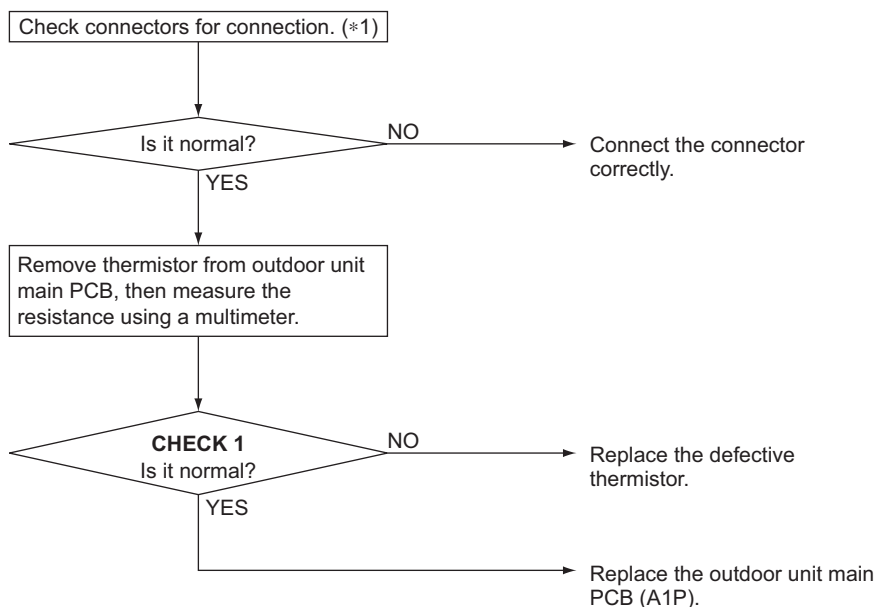 Check connectors for connection. (*1)
Is it normal?
NO
Connect the connector
correctly.
YES
Remove thermistor from outdoor unit
main PCB, then measure the
resistance using a multimeter.
CHECK 1
Is it normal?
NO
Replace the defective
thermistor.
YES
Replace the outdoor unit main
PCB (A1P).